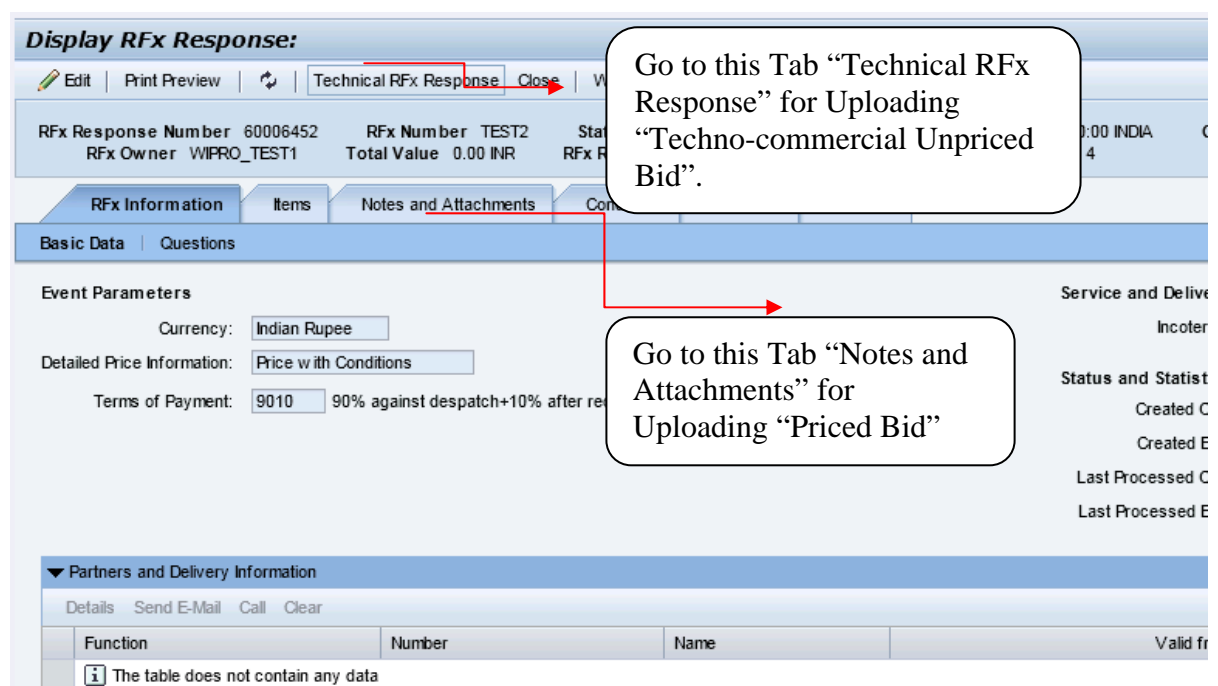 Display RFx Response:
Edit Print Preview Technical RFx Response Close
Go to this Tab “Technical RFx
Response” for Uploading
“Techno-commercial Unpriced
Bid”.
RFx Response Number 60006452 RFx Number TEST2 0:00 INDIA
RFx Owner WIPRO_TEST1 Total Value 0.00 INR 4
RFx Information Items Notes and Attachments
Basic Data Questions
Event Parameters
Currency: Indian Rupee
Detailed Price Information: Price with Conditions
Terms of Payment: 9010 90% against despatch+10% after
Go to this Tab “Notes and
Attachments” for
Uploading “Priced Bid”
Service and
Status and
Created
Created
Last Processed
Last Processed
Partners and Delivery Information
Details Send E-Mail Call Clear
Function Number Name Valid
The table does not contain any data